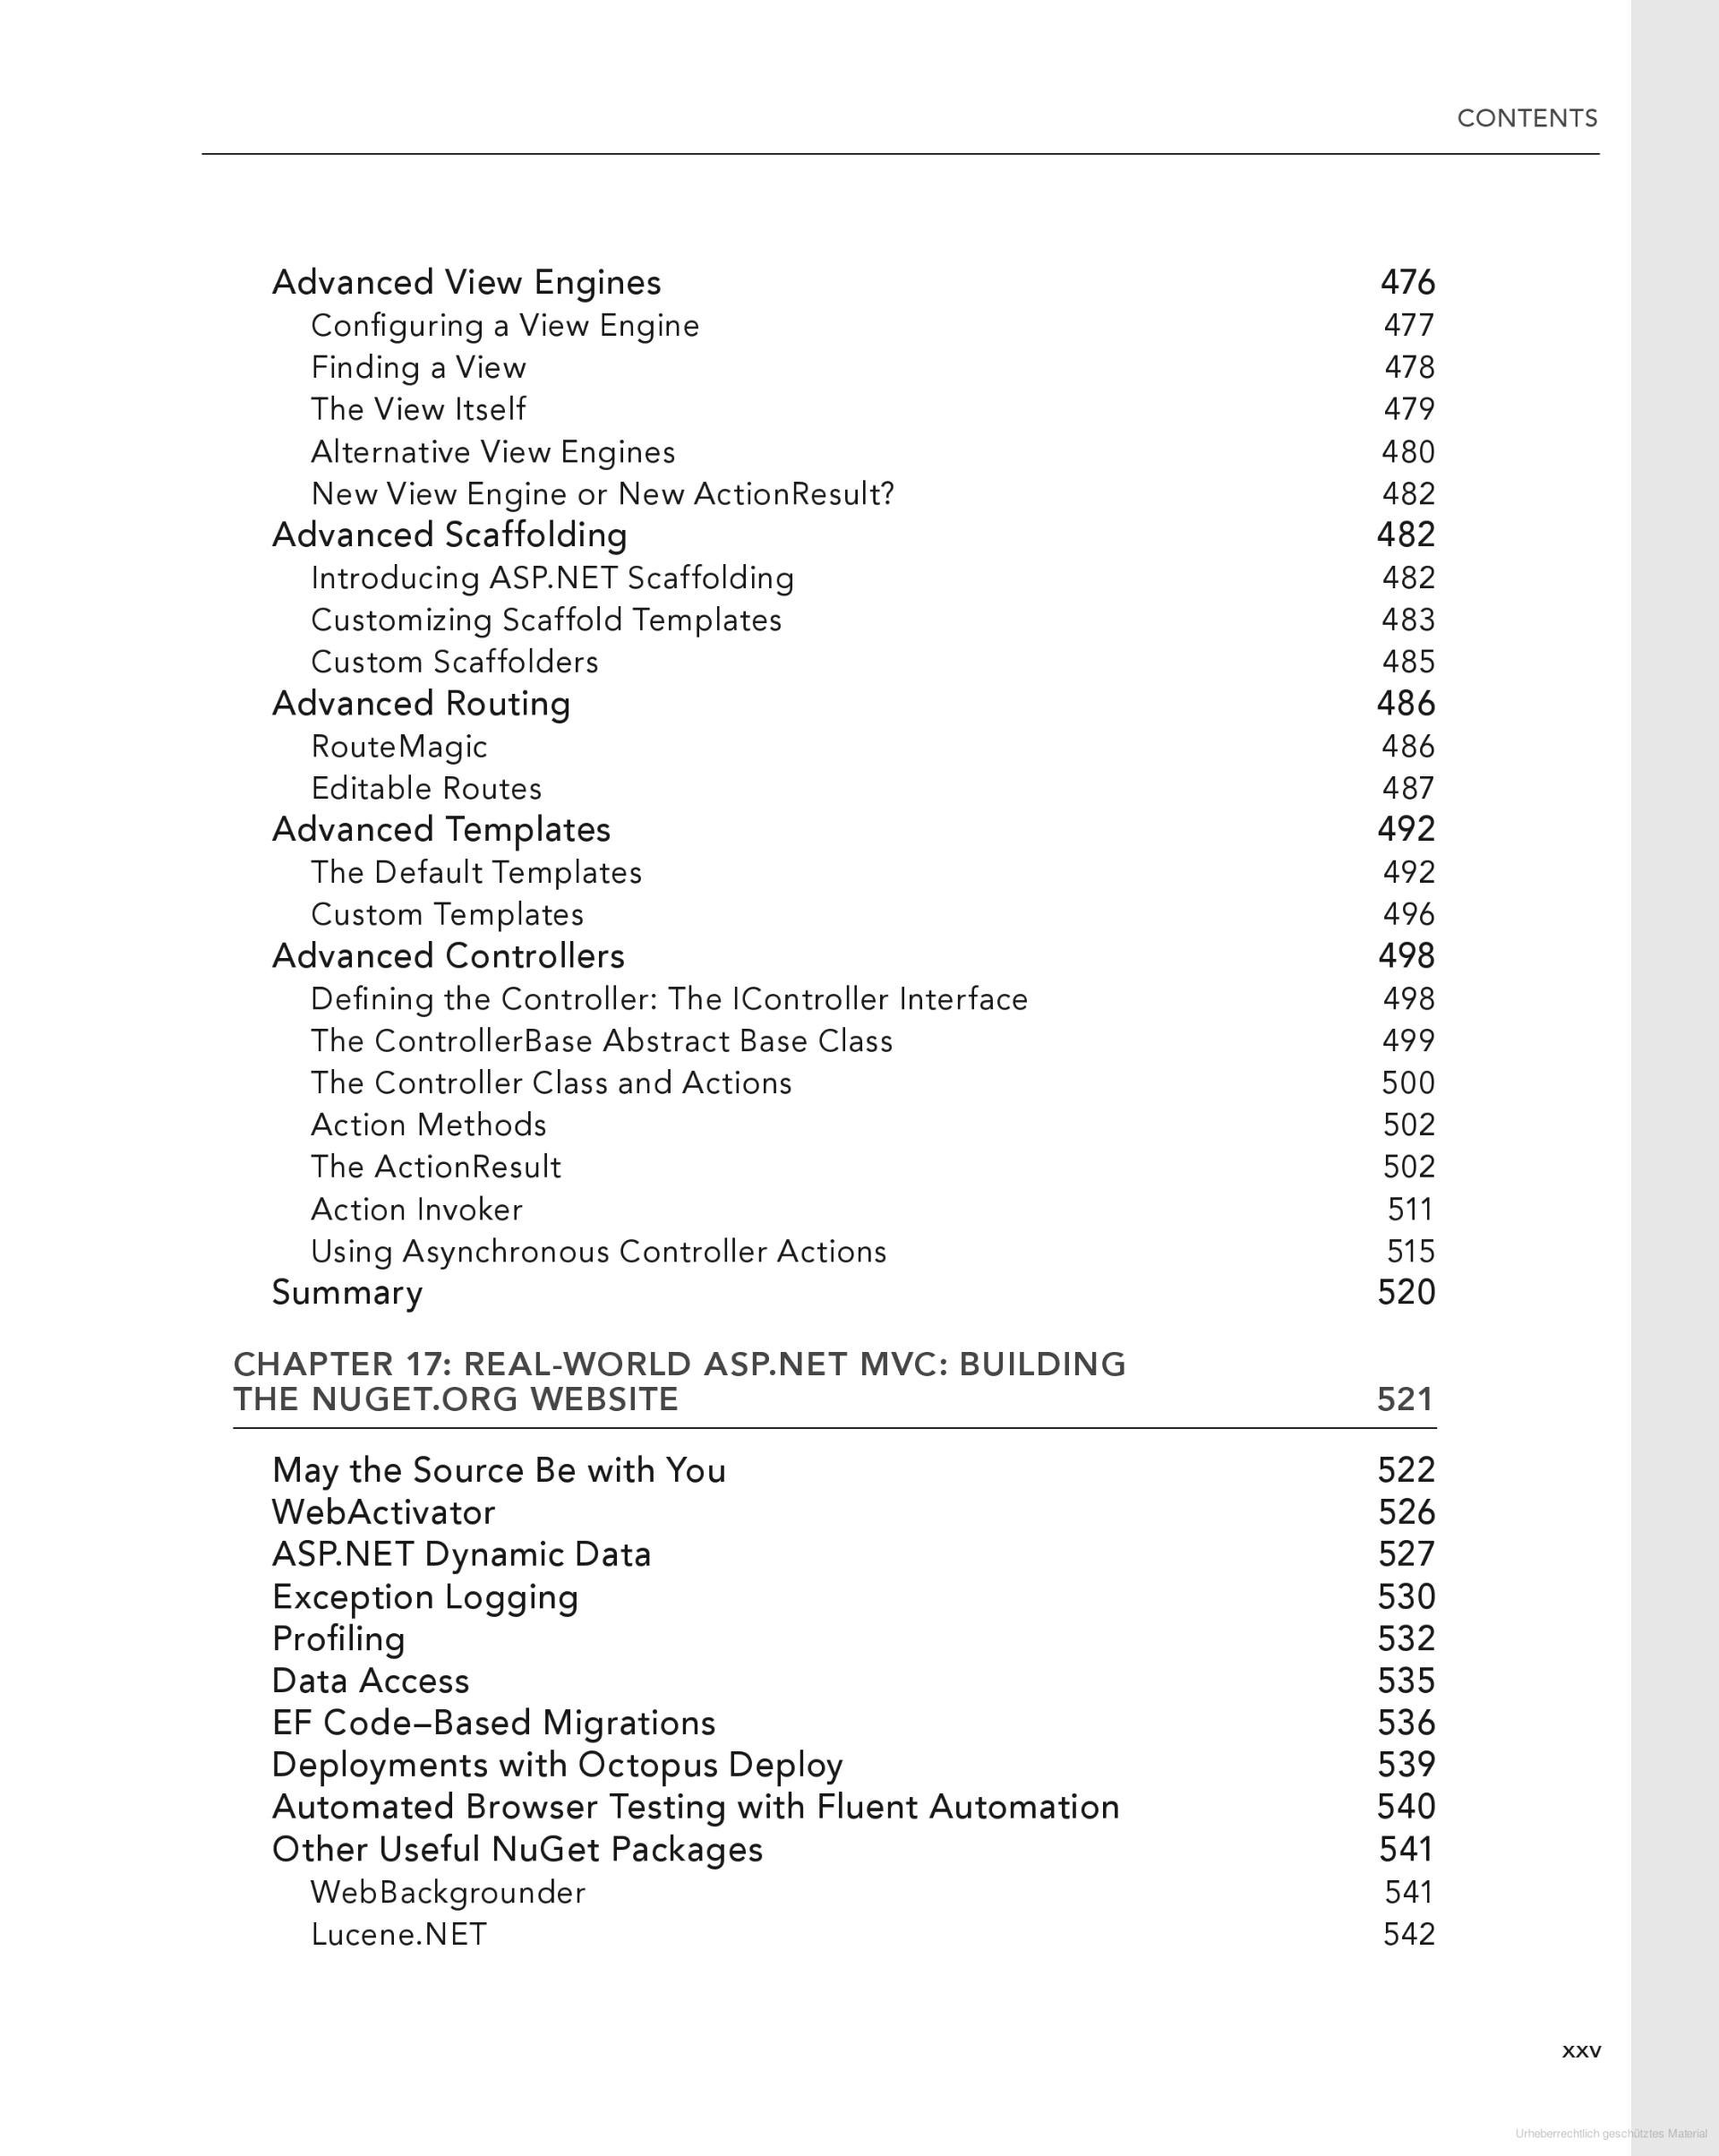 CONTENTS
Advanced View Engines 476
Configuring a View Engine 477
Finding a View 478
The View Itself 479
Alternative View Engines 480
New View Engine or New ActionResult? 482
Advanced Scaffolding 482
Introducing ASP.NET Scaffolding 482
Customizing Scaffold Templates 483
Custom Scaffolders 485
Advanced Routing 486
RouteMagic 486
Editable Routes 487
Advanced Templates 492
The Default Templates 492
Custom Templates 496
Advanced Controllers 498
Defining the Controller: The IController Interface 498
The ControllerBase Abstract Base Class 499
The Controller Class and Actions 500
Action Methods 502
The ActionResult 502
Action Invoker 511
Using Asynchronous Controller Actions 515
Summary 520
CHAPTER 17: REAL-WORLD ASP.NET MVC: BUILDING
THE NUGET.ORG WEBSITE 521
May the Source Be with You 522
WebActivator 526
ASP.NET Dynamic Data 527
Exception Logging 530
Profiling 532
Data Access 535
EF Code–Based Migrations 536
Deployments with Octopus Deploy 539
Automated Browser Testing with Fluent Automation 540
Other Useful NuGet Packages 541
WebBackgrounder 541
Lucene.NET 542
xxv
Urheberrechtlich geschütztes Material